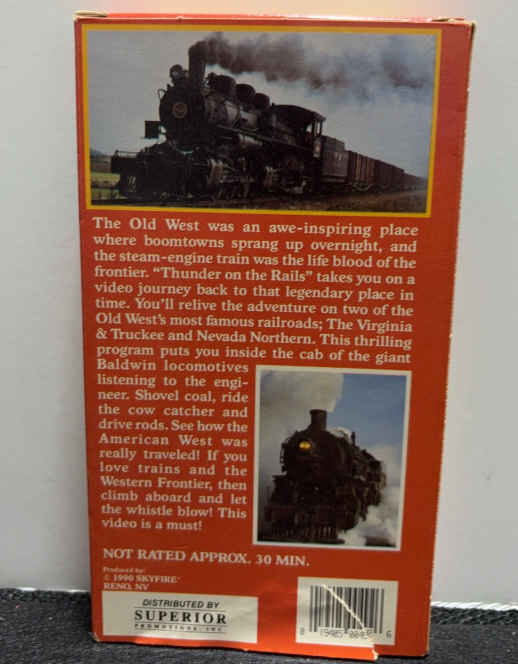 The Old West was an awe-inspiring place
where boomtowns sprang up overnight, and
the steam-engine train was the life blood of the
frontier. "Thunder on the Rails" takes you on a
video journey back to that legendary place in
time. You'll relive the adventure on two of the
Old West's most famous railroads; The Virginia
& Truckee and Nevada Northern. This thrilling
program puts you inside the cab of the giant
Baldwin locomotives
listening to the engi-
neer. Shovel coal, ride
the cow catcher and
drive rods. See how the
American West was
really traveled! If you
love trains and the
Western Frontier, then
climb aboard and let
the whistle blow! This
video is a must!
NOT RATED APPROX. 30 MIN.
Produced by:
© 1990 SKYFIRE
RENO, NV
DISTRIBUTED BY
SUPERIOR
PROMOTIONS, INC.